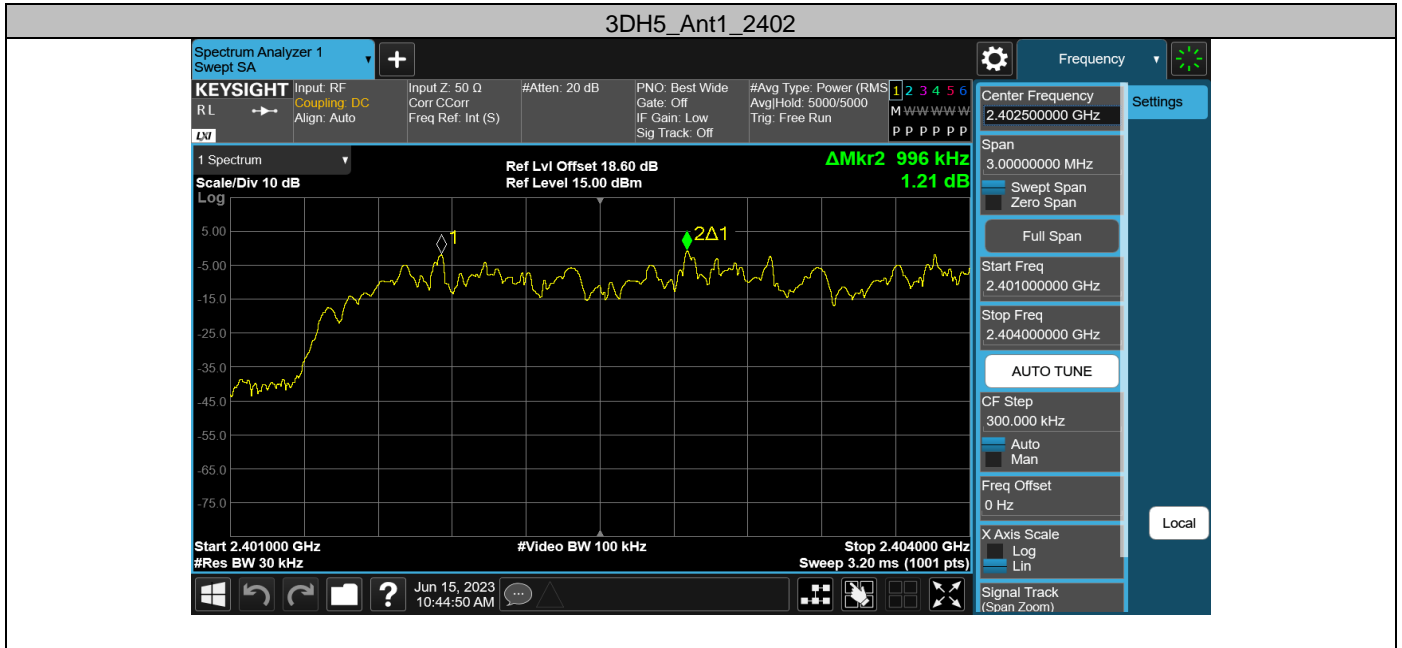 3DH5_Ant1_2402
Spectrum Analyzer 1
Swept SA
+
Frequency
KEYSIGHT
RL
LXI
Input: RF
Coupling: DC
Align: Auto
Input Z: 50 Ω
Corr CCorr
Freq Ref: Int (S)
#Atten: 20 dB
PNO: Best Wide
Gate: Off
IF Gain: Low
Sig Track: Off
#Avg Type: Power (RMS
Avg|Hold: 5000/5000
Trig: Free Run
1 2 3 4 5 6
M W W W W W
P P P P P P
1 Spectrum
Scale/Div 10 dB
Log
Ref Lvl Offset 18.60 dB
Ref Level 15.00 dBm
ΔMkr2 996 kHz
1.21 dB
5.00
-5.00
-15.0
-25.0
-35.0
-45.0
-55.0
-65.0
-75.0
1
2Δ1
Start 2.401000 GHz
#Res BW 30 kHz
#Video BW 100 kHz
Stop 2.404000 GHz
Sweep 3.20 ms (1001 pts)
Center Frequency
2.402500000 GHz
Settings
Span
3.00000000 MHz
Swept Span
Zero Span
Full Span
Start Freq
2.401000000 GHz
Stop Freq
2.404000000 GHz
AUTO TUNE
CF Step
300.000 kHz
Auto
Man
Freq Offset
0 Hz
X Axis Scale
Log
Lin
Signal Track
(Span Zoom)
Local
?
Jun 15, 2023
10:44:50 AM